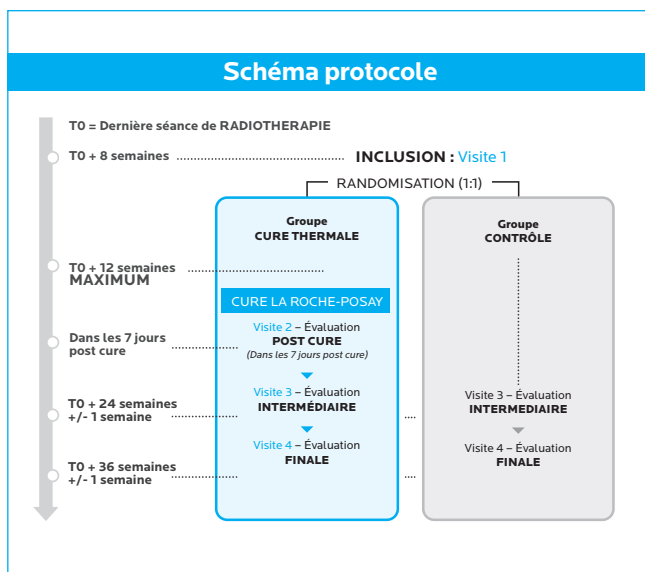 Schéma protocole
T0 = Dernière séance de RADIOTHERAPIE
T0 + 8 semaines
INCLUSION : Visite 1
RANDOMISATION (1:1)
Groupe
CURE THERMALE
Groupe
CONTRÔLE
T0 + 12 semaines
MAXIMUM
CURE LA ROCHE-POSAY
Dans les 7 jours
post cure
Visite 2 – Évaluation
POST CURE
(Dans les 7 jours post cure)
T0 + 24 semaines
+/- 1 semaine
Visite 3 – Évaluation
INTERMÉDIAIRE
Visite 3 – Évaluation
INTERMEDIAIRE
T0 + 36 semaines
+/- 1 semaine
Visite 4 – Évaluation
FINALE
Visite 4 – Évaluation
FINALE